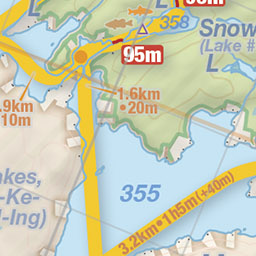 358
Snow
(Lake #
95m
L
L
L
1.6km
•20m
.9km
10m
akes,
-Ke-
-Ing)
355
3,2km•1h5m(+40m)